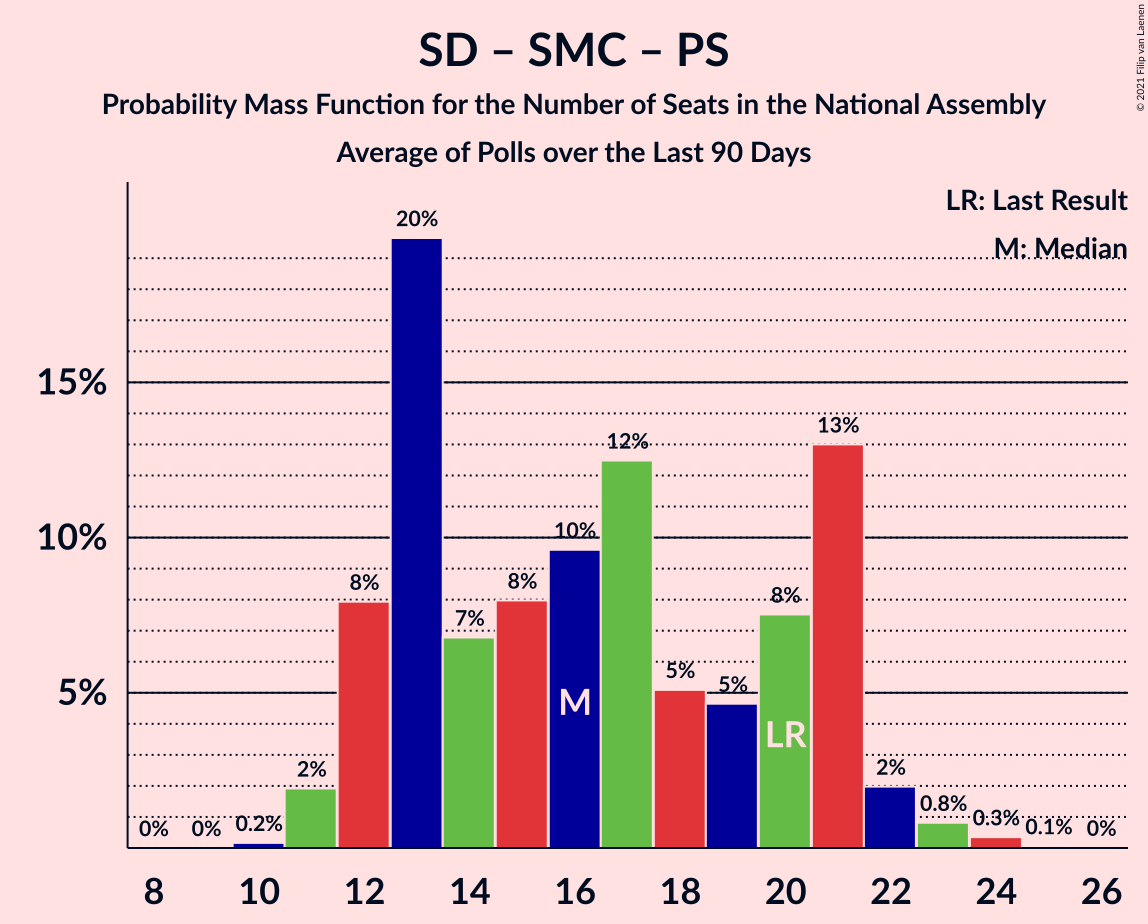 SD – SMC – PS
Probability Mass Function for the Number of Seats in the National Assembly
Average of Polls over the Last 90 Days
© 2021 Filip van Laenen
LR: Last Result
M: Median
15%
10%
5%
0%
0%
0.2%
2%
8%
20%
7%
8%
10%
12%
5%
5%
8%
13%
2%
0.8%
0.3%
0.1%
0%
M
LR
8 10 12 14 16 18 20 22 24 26